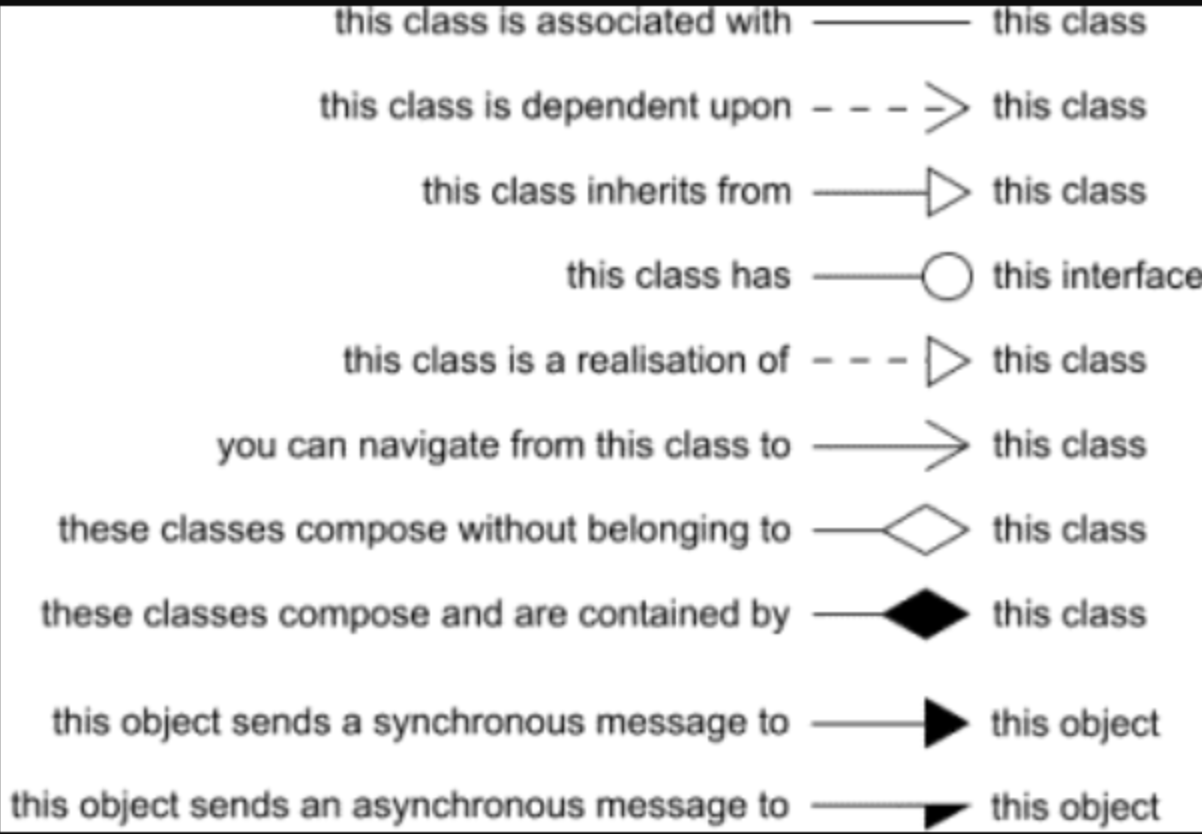 this class is associated with this class
this class is dependent upon this class
this class inherits from this class
this class has this interface
this class is a realisation of this class
you can navigate from this class to this class
these classes compose without belonging to this class
these classes compose and are contained by this class
this object sends a synchronous message to this object
this object sends an asynchronous message to this object